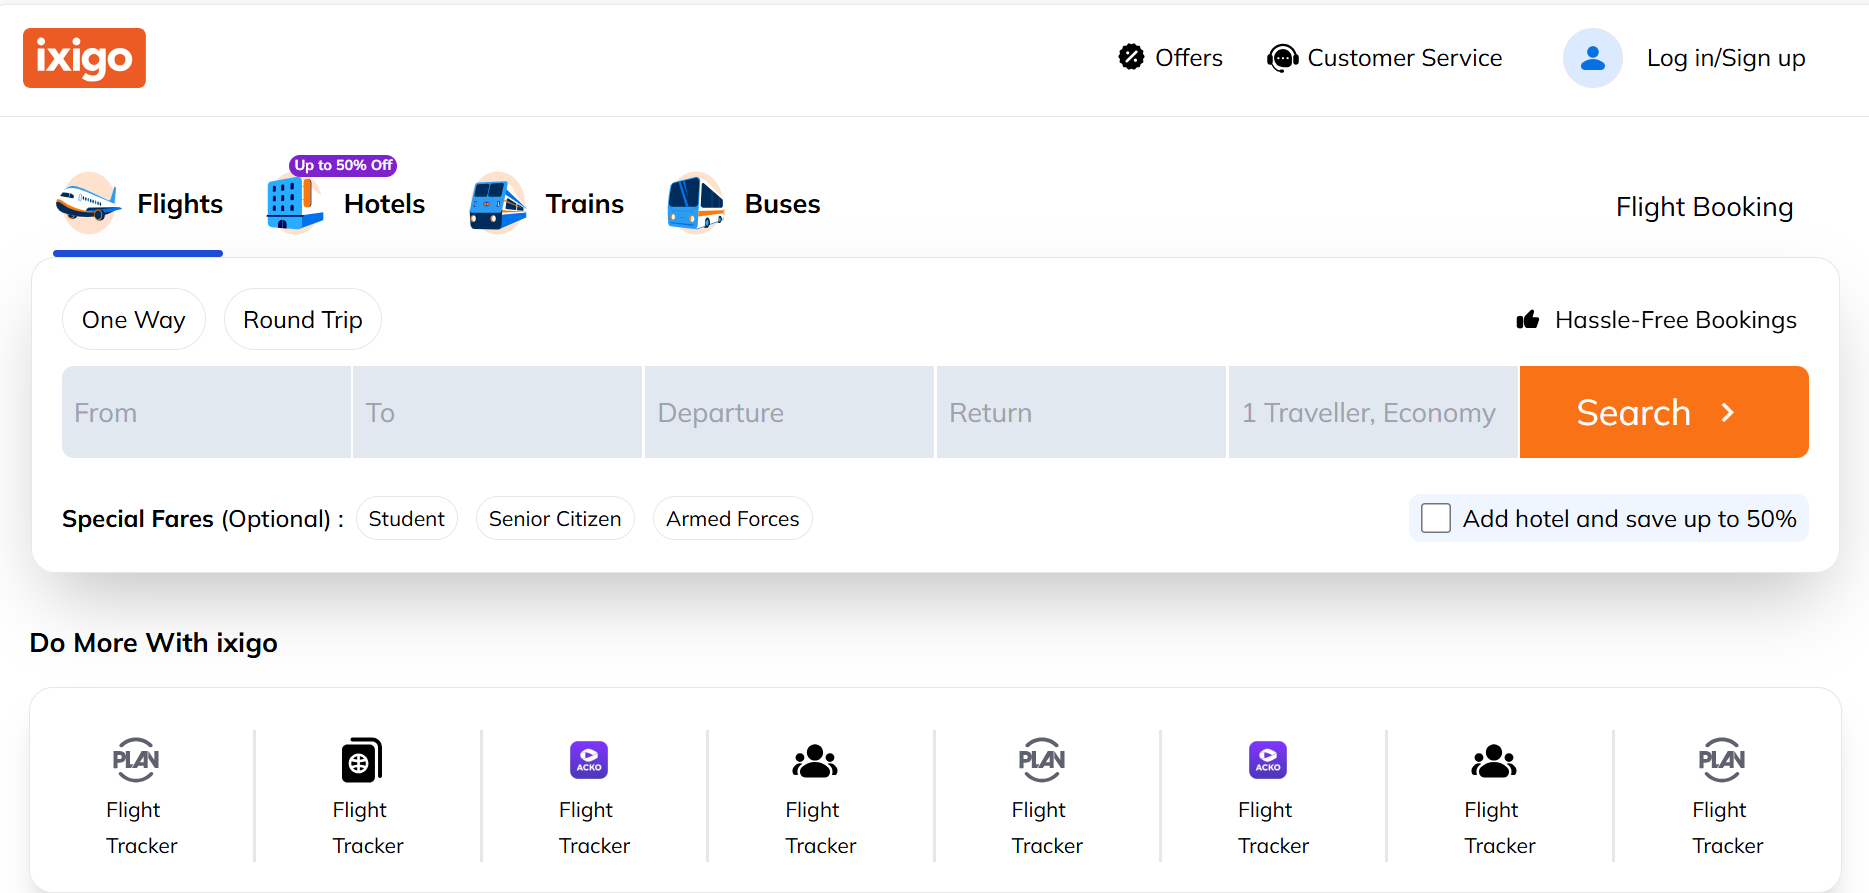 ixigo
Offers
Customer Service
Log in/Sign up
Up to 50% Off
Flights
Hotels
Trains
Buses
Flight Booking
One Way
Round Trip
Hassle-Free Bookings
From
To
Departure
Return
1 Traveller, Economy
Search
Special Fares (Optional) :
Student
Senior Citizen
Armed Forces
Add hotel and save up to 50%
Do More With ixigo
PLAN
Flight
Tracker
Flight
Tracker
ACKO
Flight
Tracker
Flight
Tracker
PLAN
Flight
Tracker
ACKO
Flight
Tracker
Flight
Tracker
PLAN
Flight
Tracker